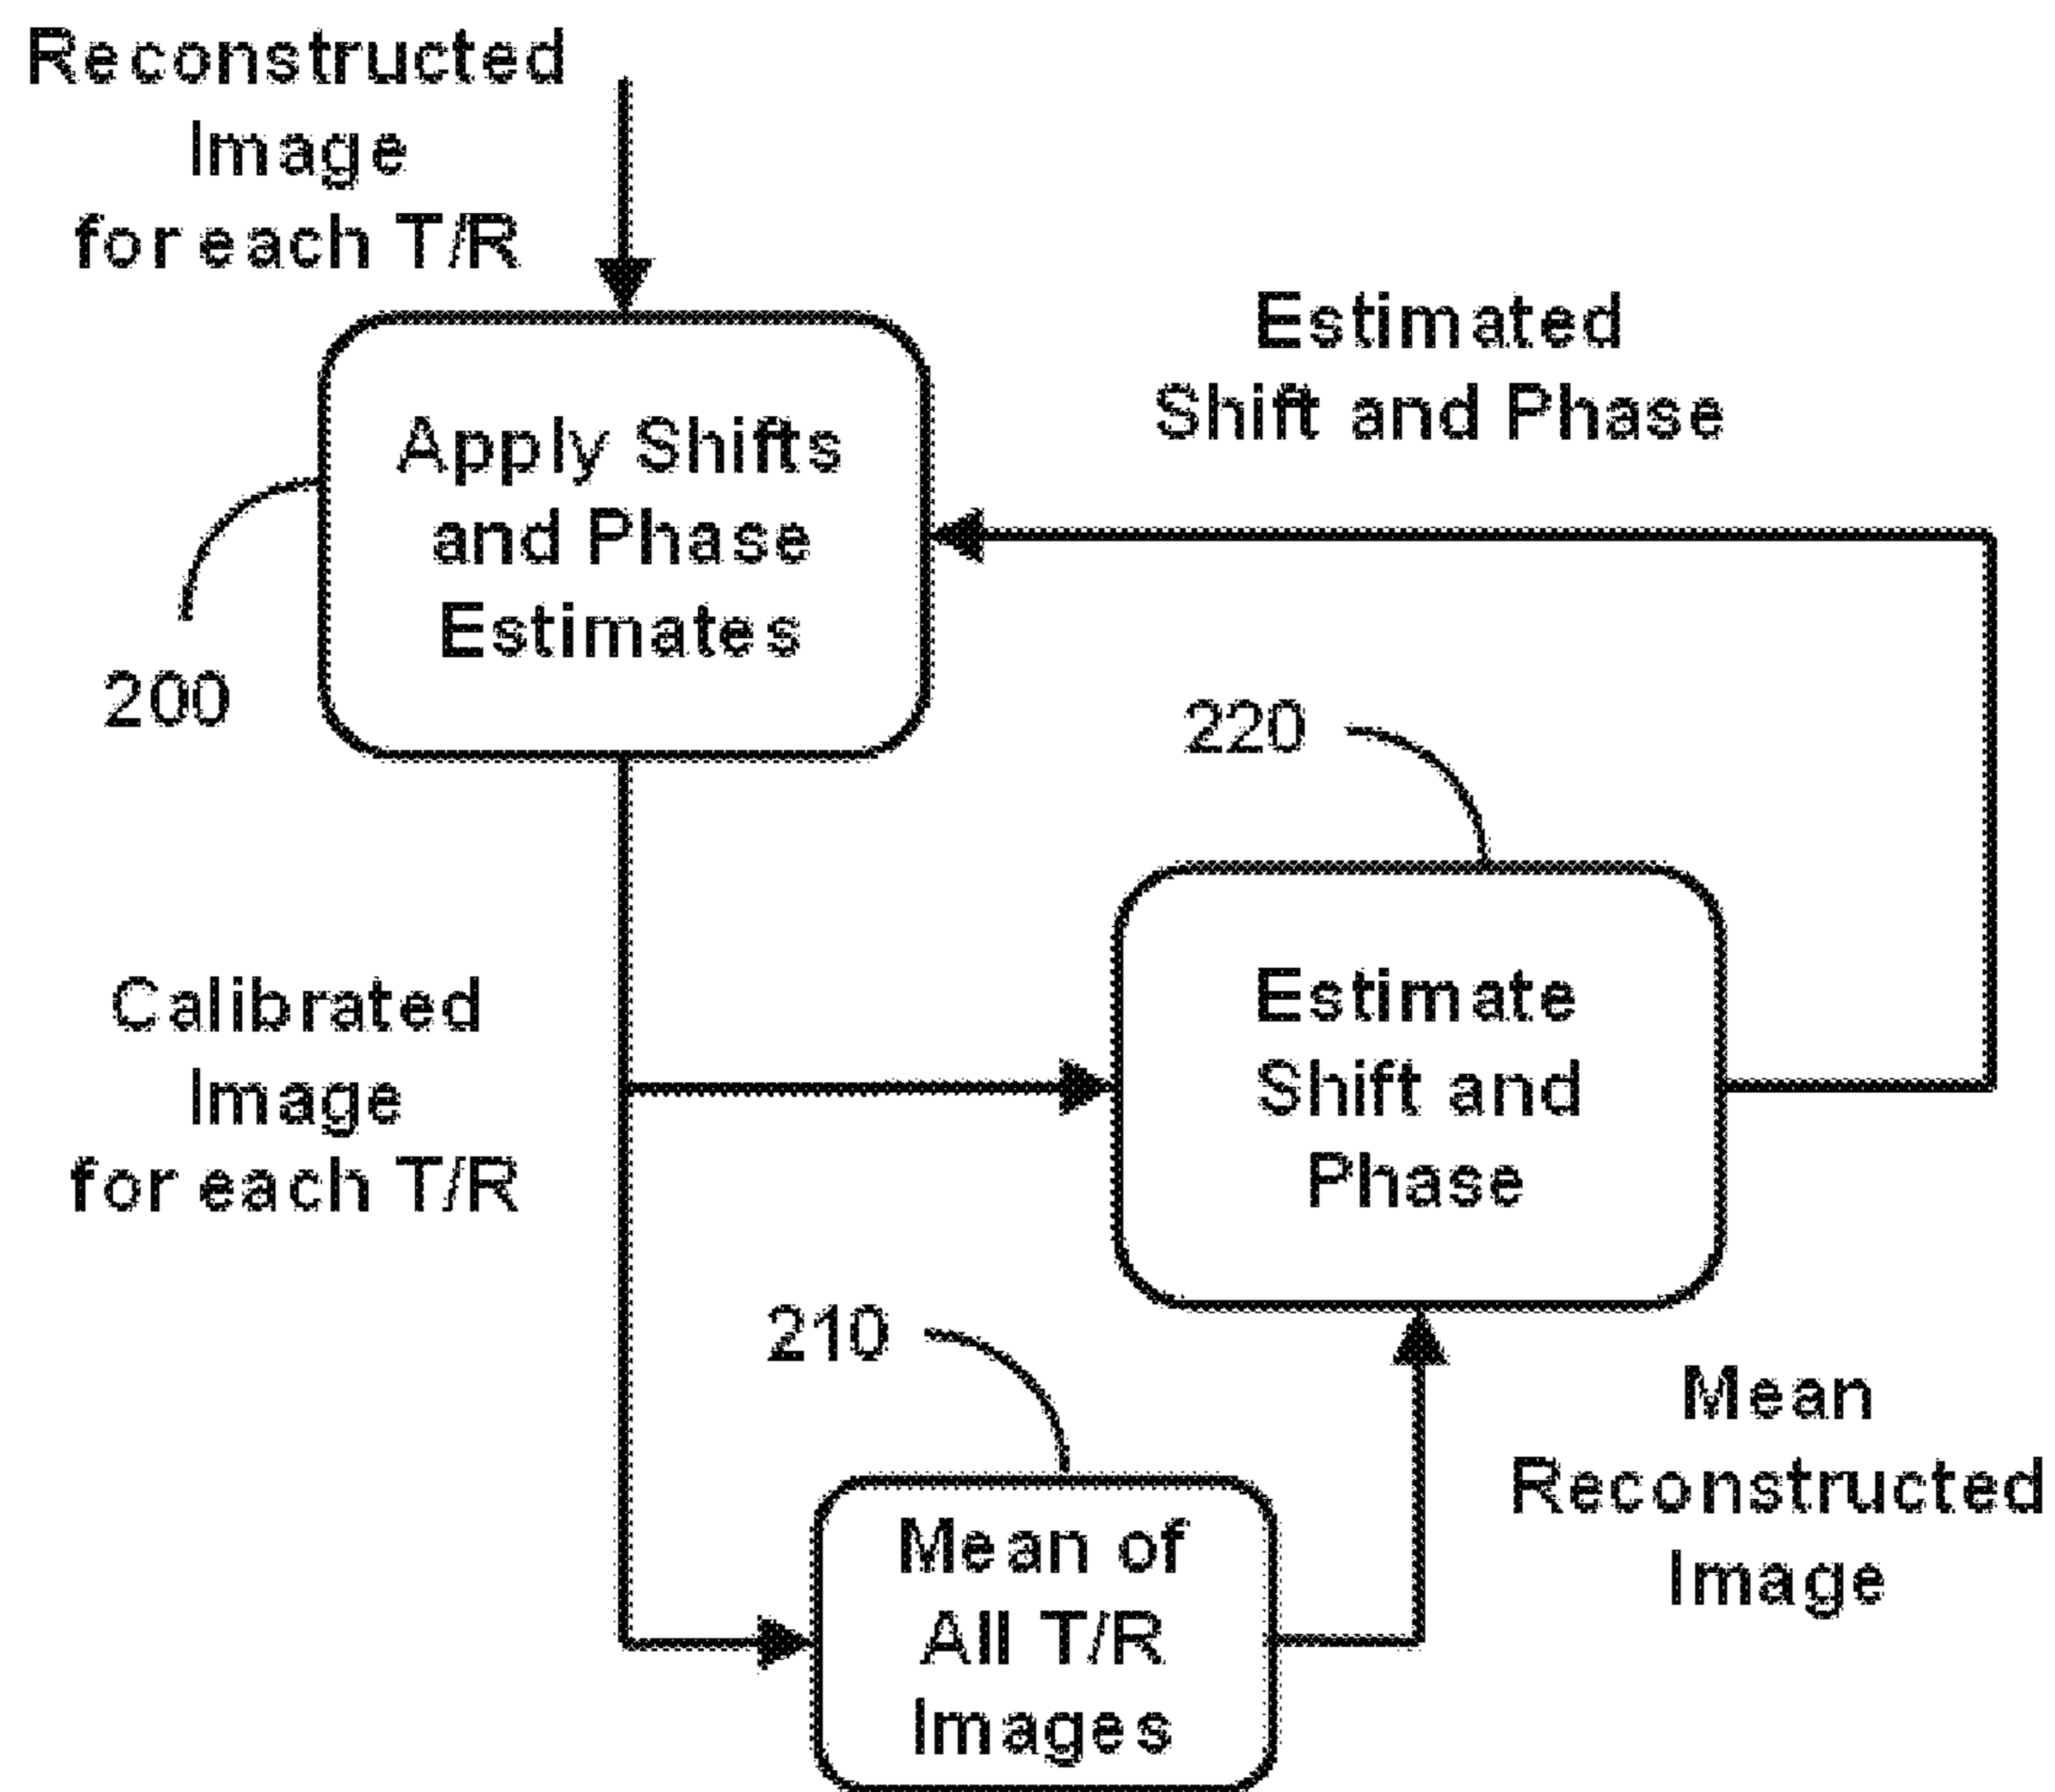 Reconstructed
Image
for each T/R
Apply Shifts
and Phase
Estimates
200
Estimated
Shift and Phase
220
Estimate
Shift and
Phase
Calibrated
Image
for each T/R
210
Mean of
All T/R
Images
Mean
Reconstructed
Image